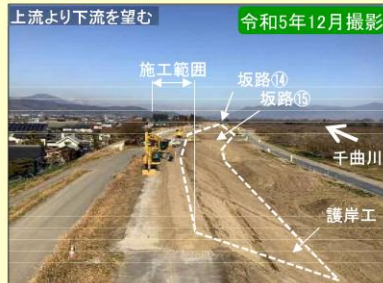 上流より下流を望む
令和5年12月撮影
施工範囲
坂路⑭
坂路⑮
千曲川
護岸工